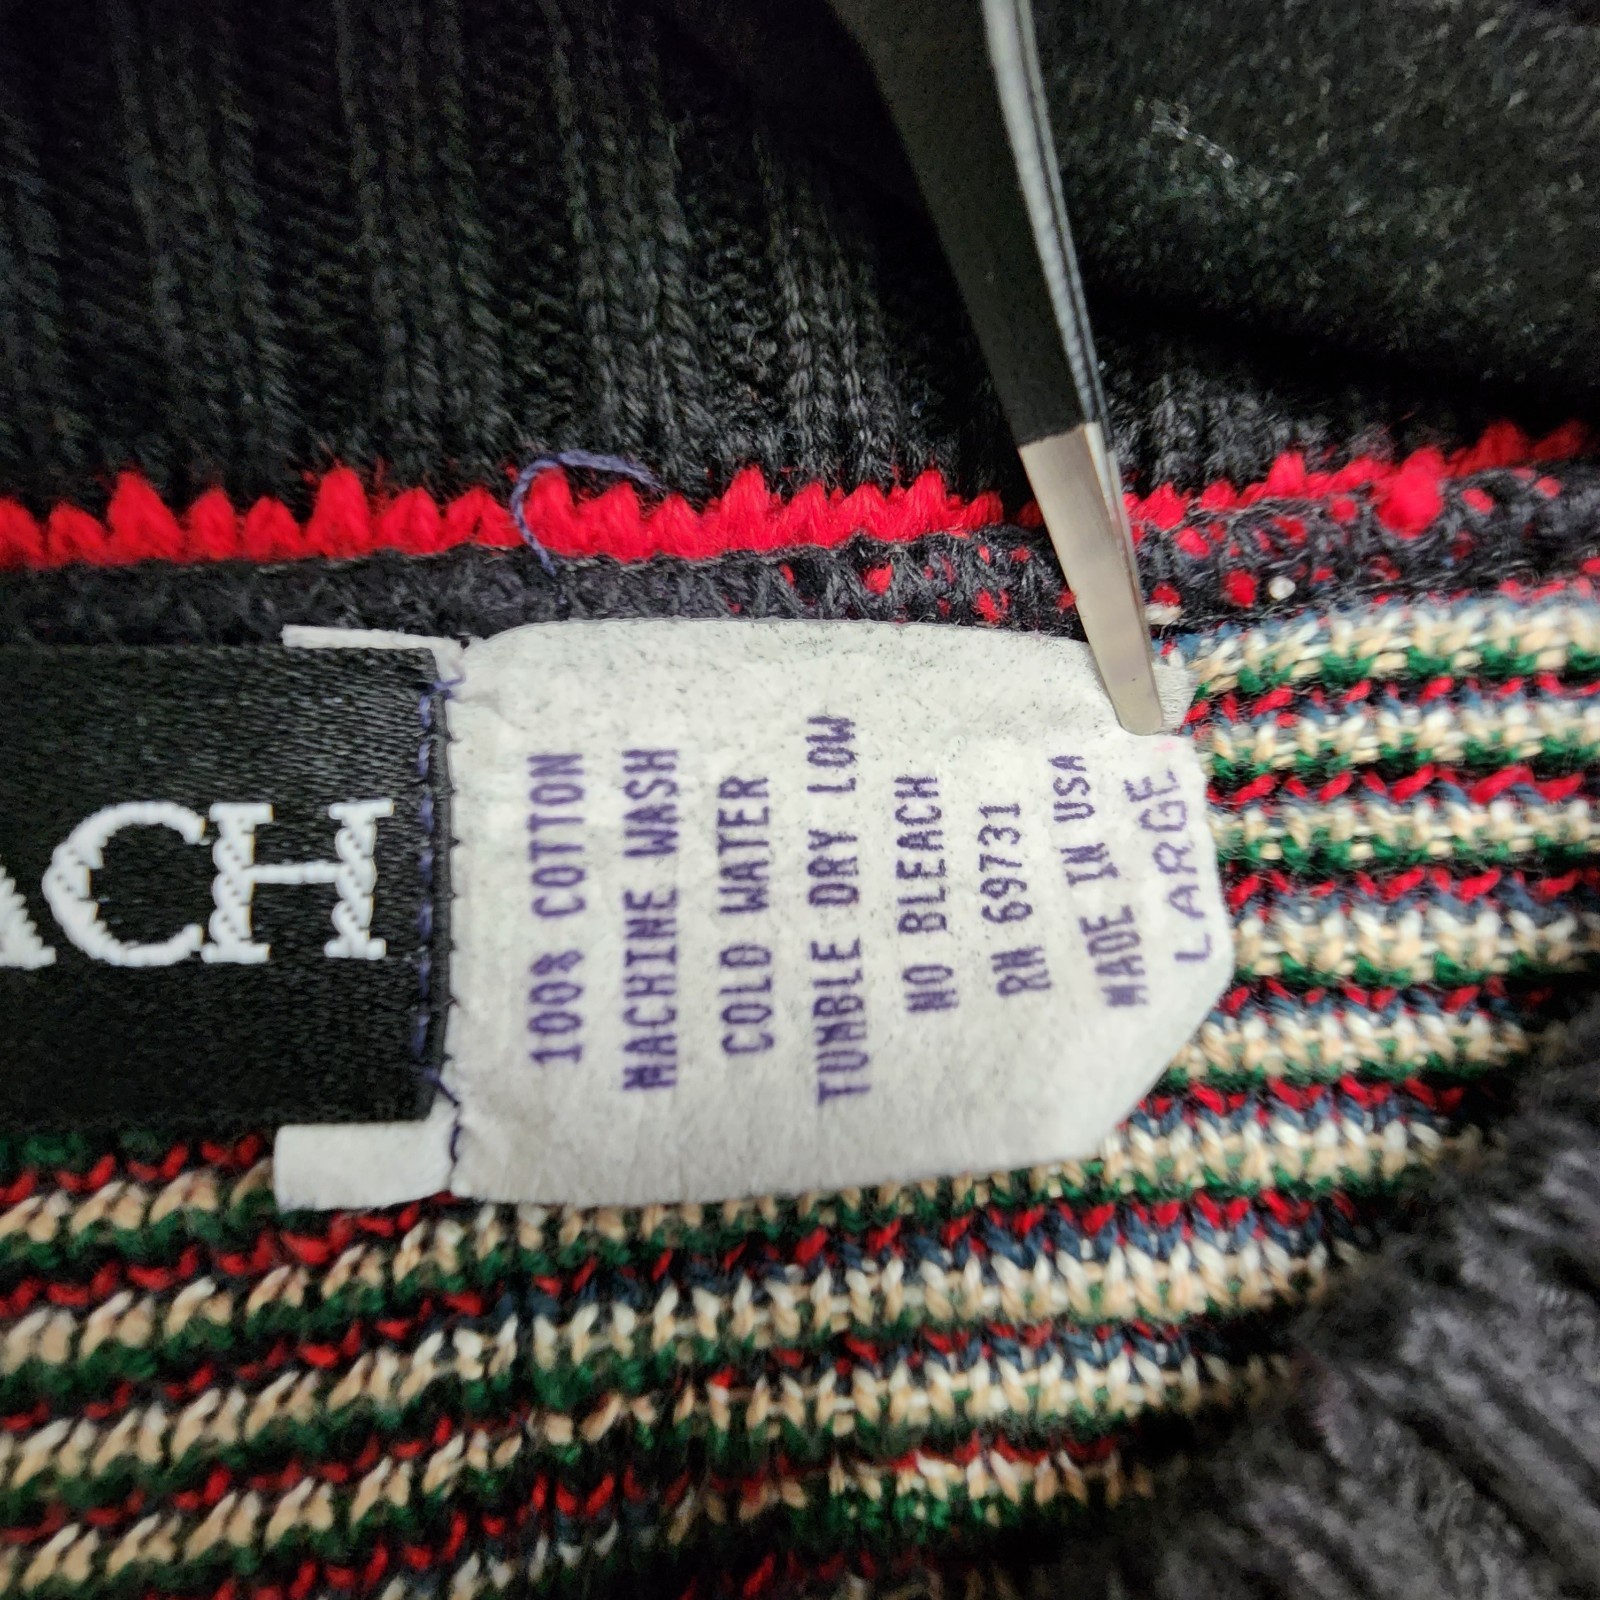 ACH
100% COTTON
MACHINE WASH
COLD WATER
TUMBLE DRY LOW
NO BLEACH
RN 69731
MADE IN USA
LARGE